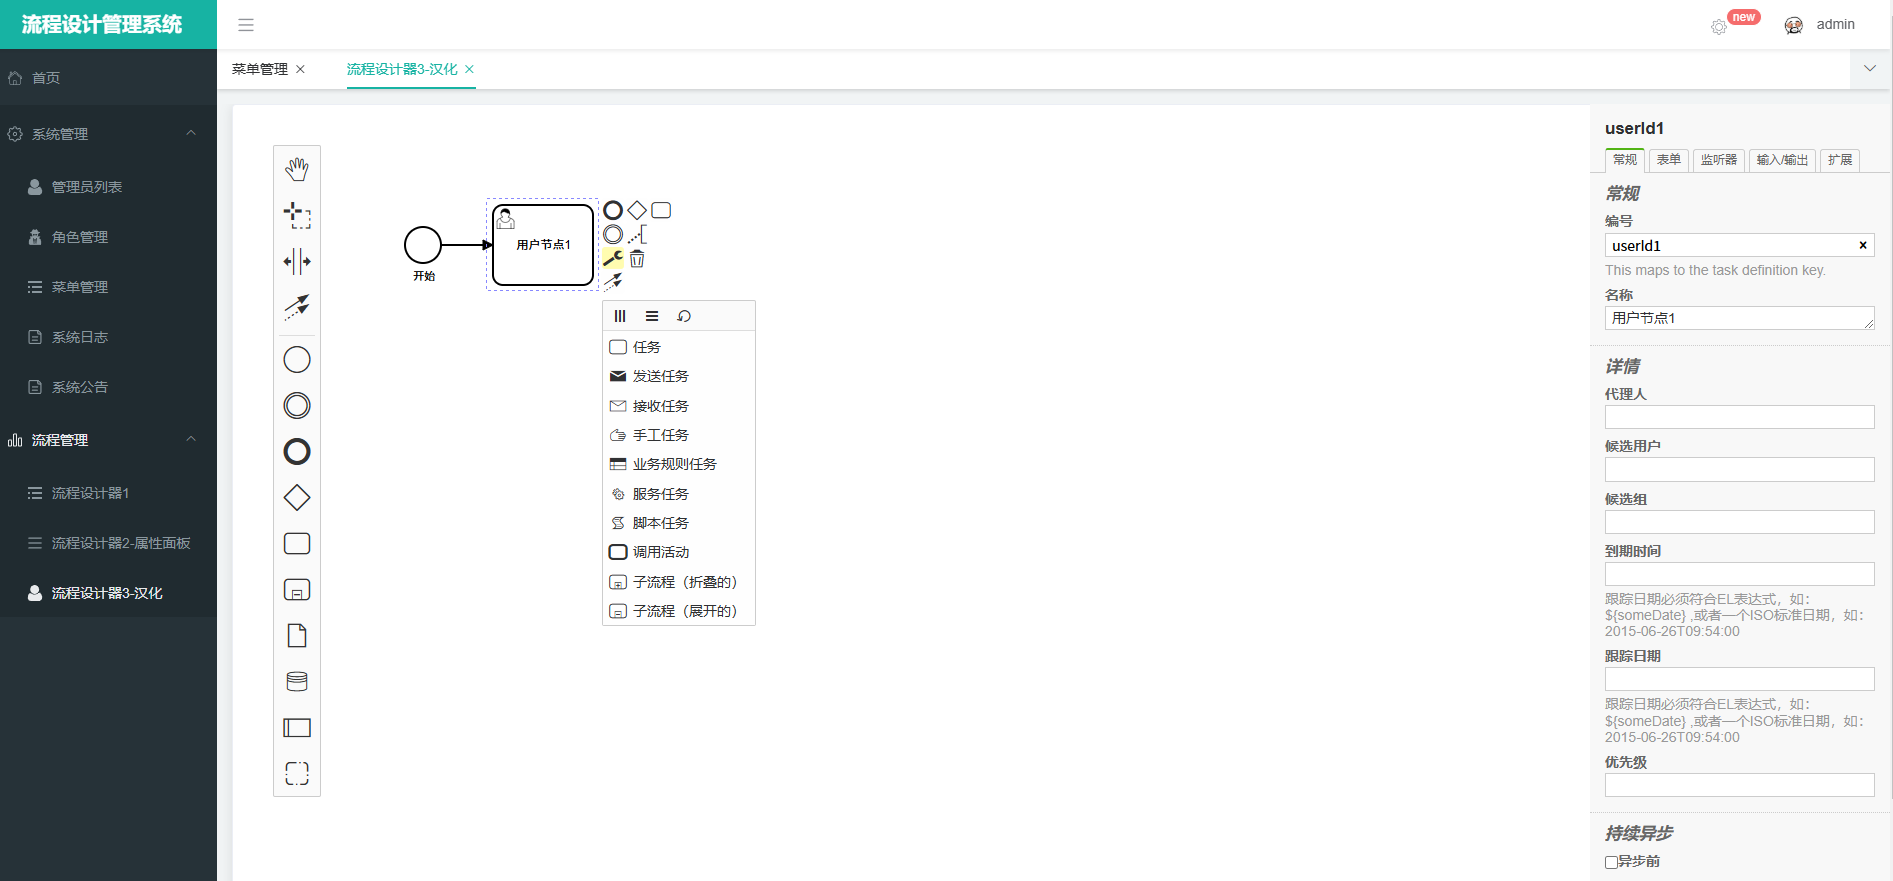 流程设计管理系统
new
admin
首页
系统管理
管理员列表
角色管理
菜单管理
系统日志
系统公告
流程管理
流程设计器1
流程设计器2-属性面板
流程设计器3-汉化
菜单管理
流程设计器3-汉化
开始
用户节点1
任务
发送任务
接收任务
手工任务
业务规则任务
服务任务
脚本任务
调用活动
子流程（折叠的）
子流程（展开的）
userId1
常规 表单 监听器 输入/输出 扩展
常规
编号
userId1
This maps to the task definition key.
名称
用户节点1
详情
代理人
候选用户
候选组
到期时间
跟踪日期必须符合EL表达式，如：
${someDate} ,或者一个ISO标准日期，如：
2015-06-26T09:54:00
跟踪日期
跟踪日期必须符合EL表达式，如：
${someDate} ,或者一个ISO标准日期，如：
2015-06-26T09:54:00
优先级
持续异步
异步前